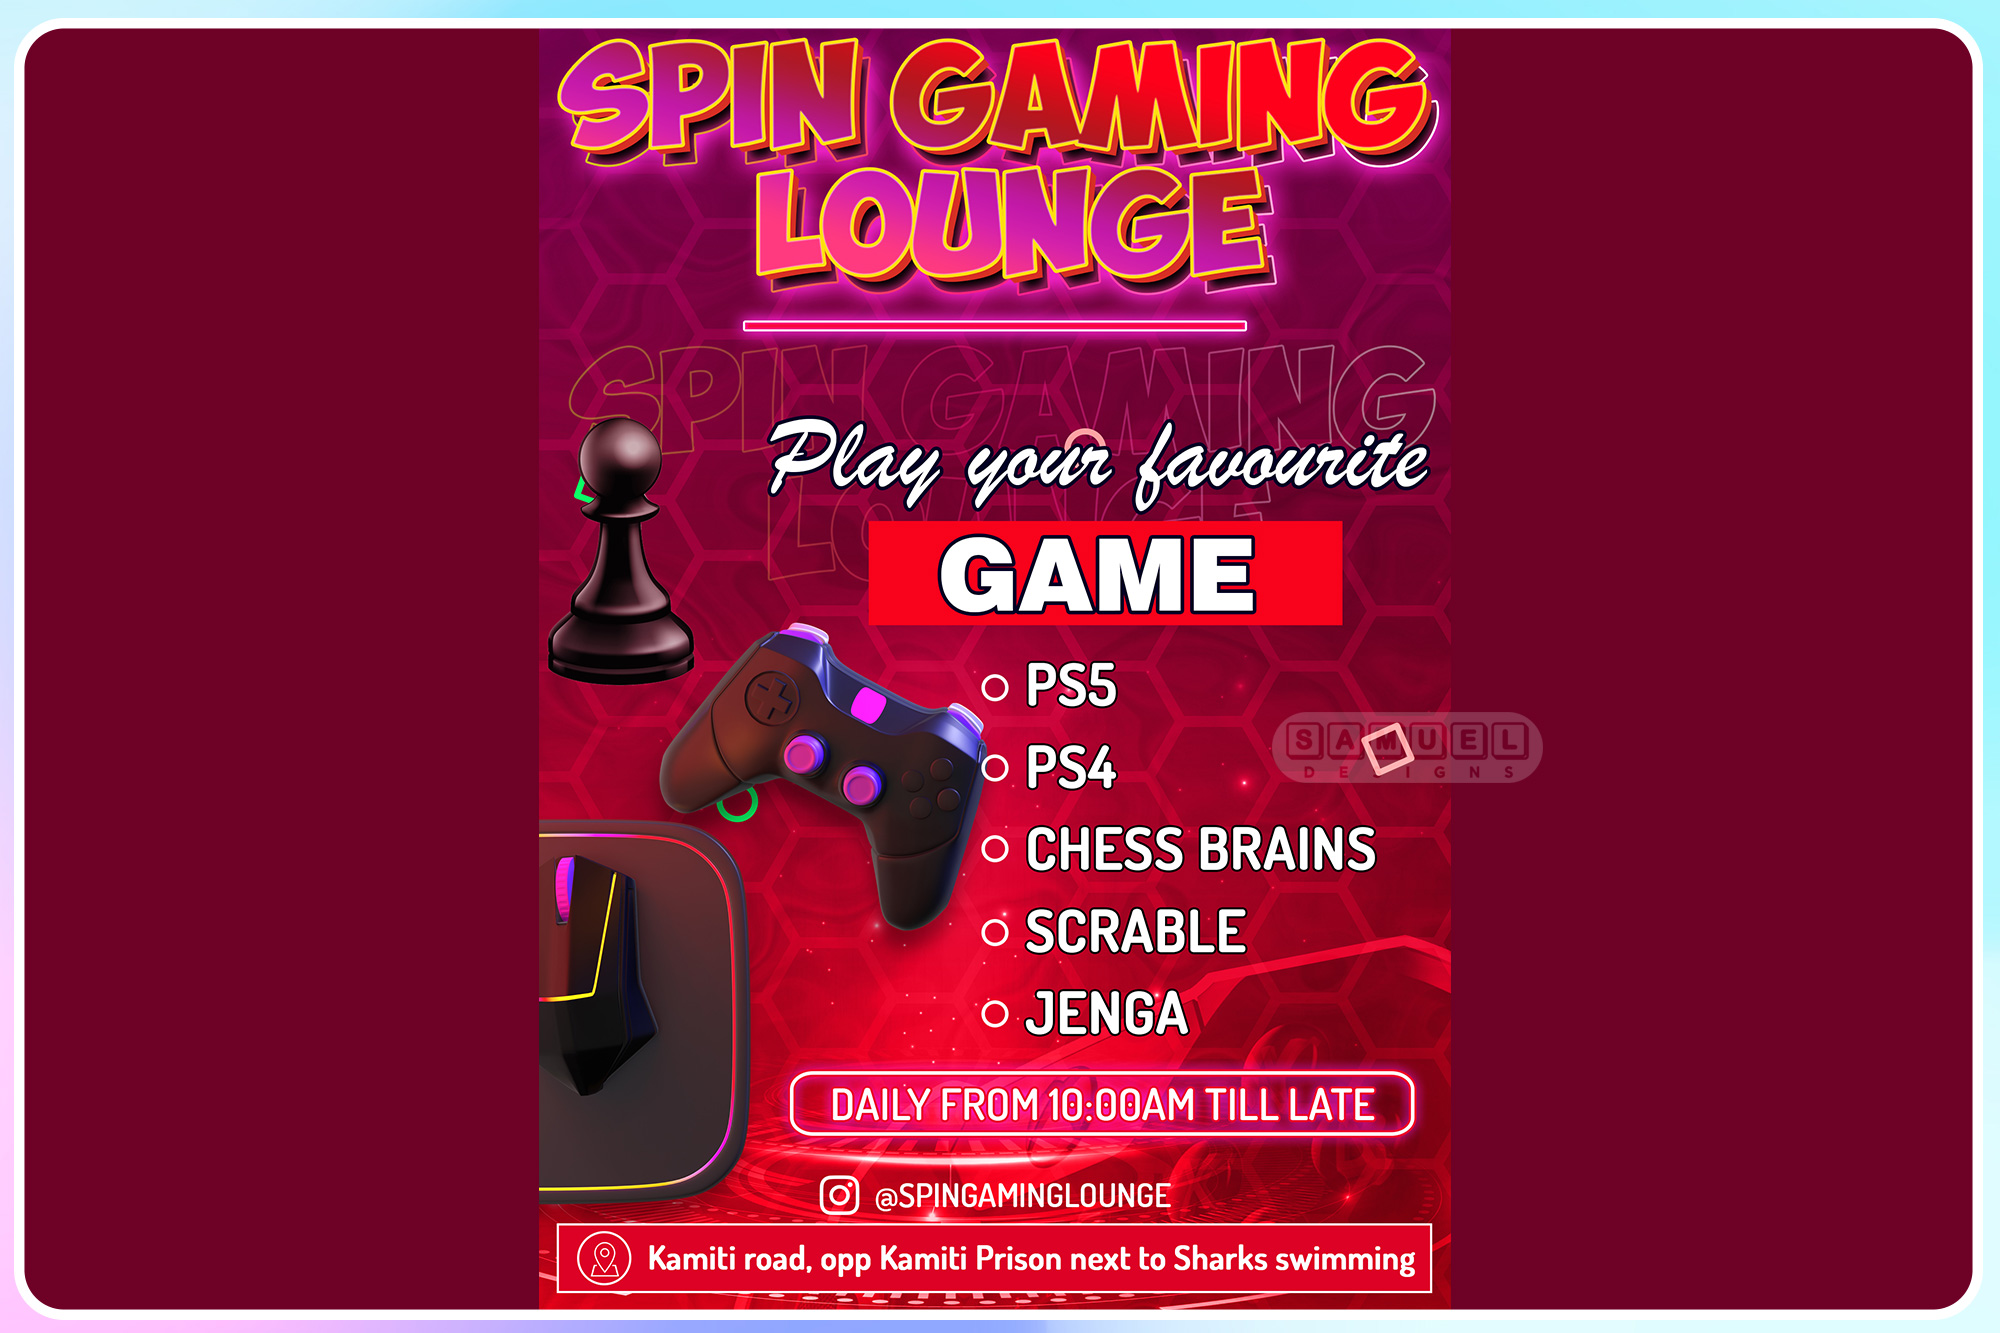 SPIN GAMING
LOUNGE
SPIN GAMING
LOUNGE
Play your favourite
GAME
PS5
PS4
CHESS BRAINS
SCRABLE
JENGA
SAMUEL
DESIGNS
DAILY FROM 10:00AM TILL LATE
@SPINGAMINGLOUNGE
Kamiti road, opp Kamiti Prison next to Sharks swimming